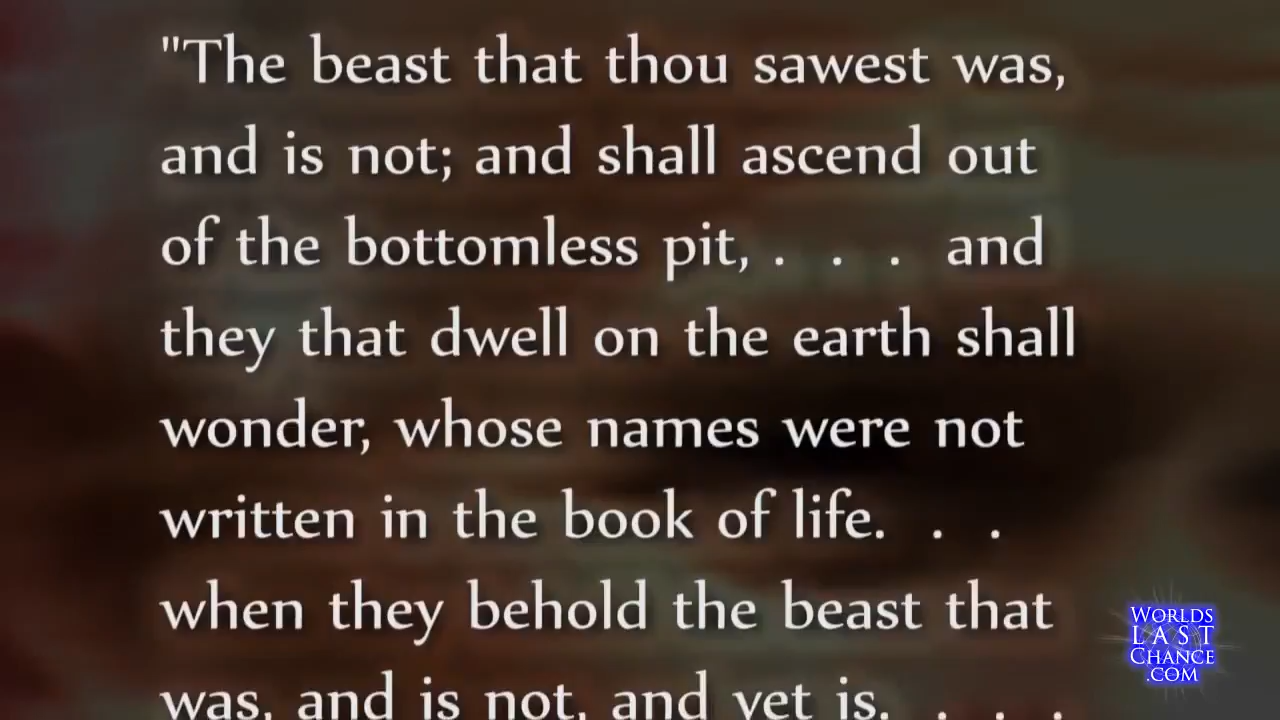 "The beast that thou sawest was,
and is not; and shall ascend out
of the bottomless pit, . . . and
they that dwell on the earth shall
wonder, whose names were not
written in the book of life. . .
when they behold the beast that
was, and is not, and yet is. . . .
WORLDS
LAST
CHANCE
.COM